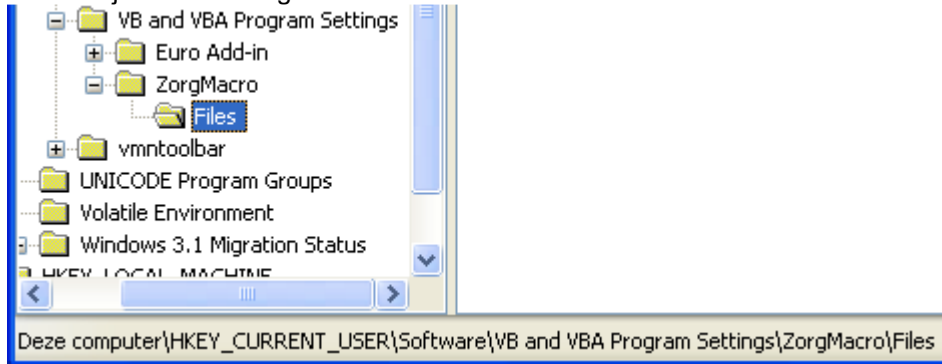 VB and VBA Program Settings
Euro Add-in
ZorgMacro
Files
vmntoolbar
UNICODE Program Groups
Volatile Environment
Windows 3.1 Migration Status
HKEY_LOCAL_MACHINE
Deze computer\HKEY_CURRENT_USER\Software\VB and VBA Program Settings\ZorgMacro\Files